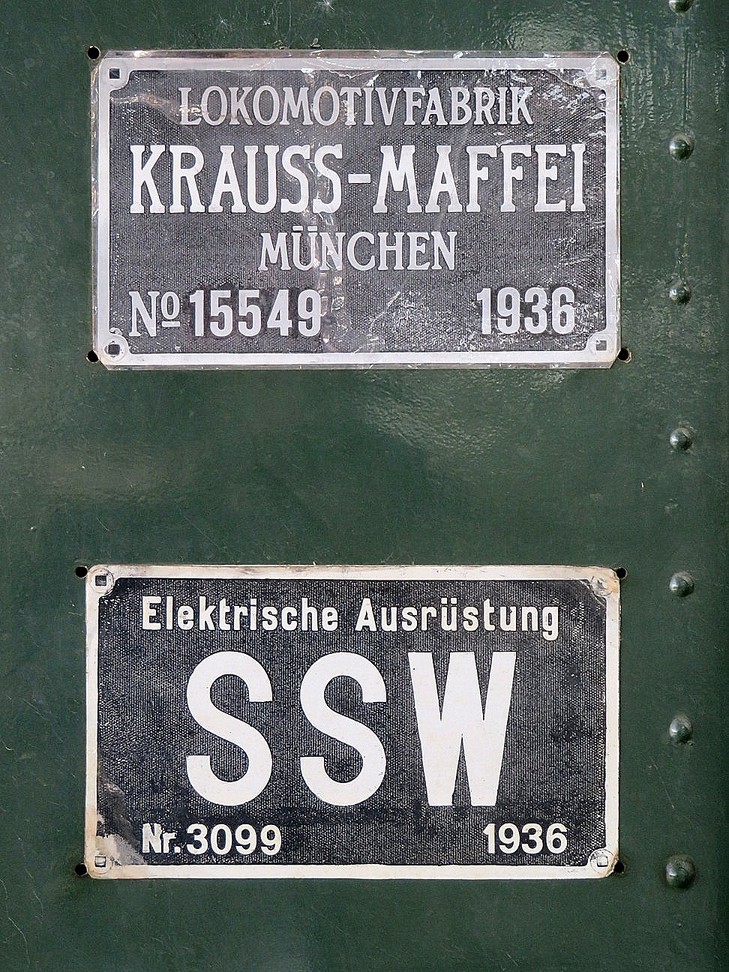 LOKOMOTIVFABRIK
KRAUSS-MAFFEI
MÜNCHEN
Nº 15549 1936
Elektrische Ausrüstung
SSW
Nr. 3099 1936